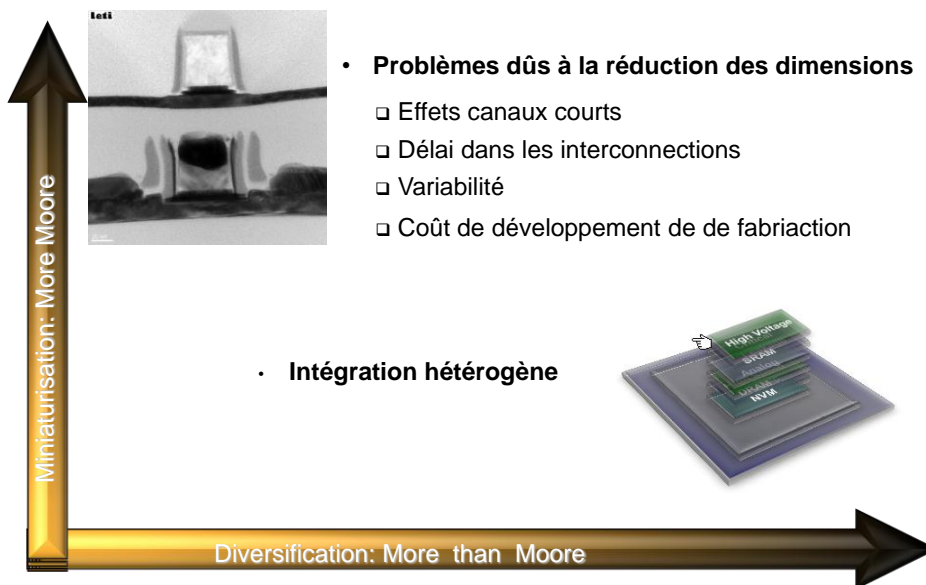 leti
• Problèmes dûs à la réduction des dimensions
❑ Effets canaux courts
❑ Délai dans les interconnections
❑ Variabilité
❑ Coût de développement de de fabriaction
Miniaturisation: More Moore
• Intégration hétérogène
High Voltage
SRAM
Analog
DRAM
NVM
Diversification: More than Moore